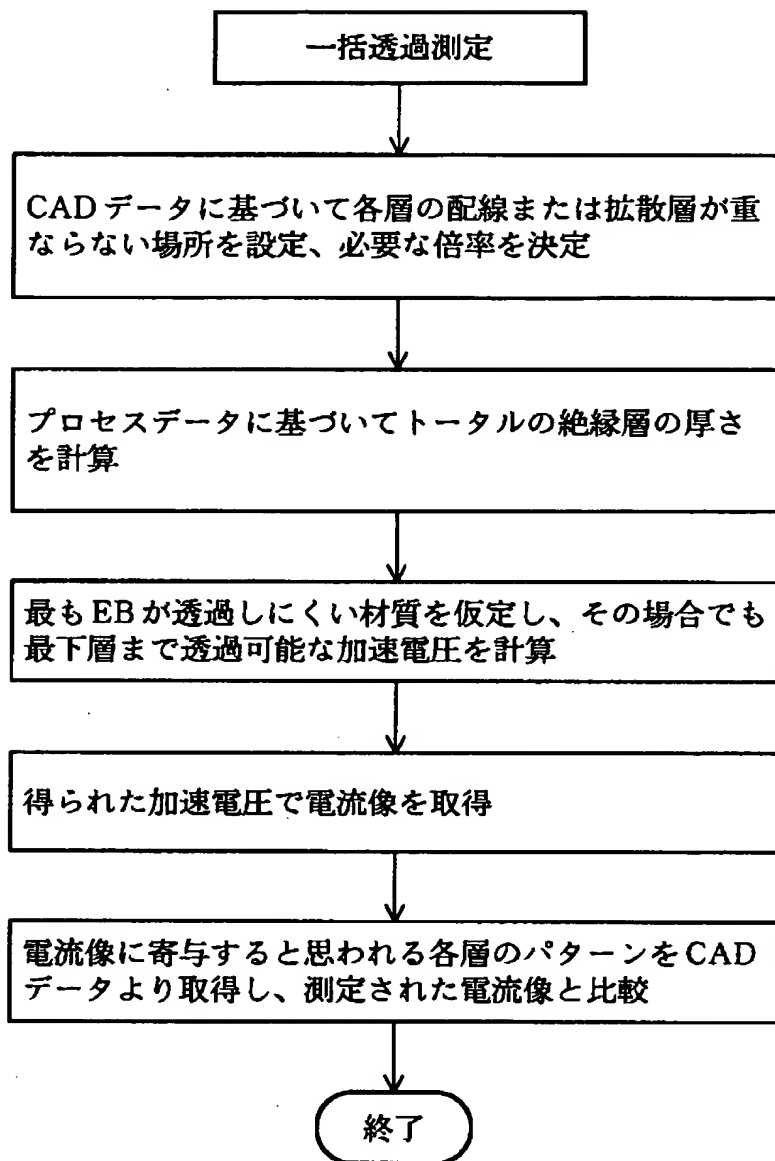 一括透過測定
CADデータに基づいて各層の配線または拡散層が重
ならない場所を設定、必要な倍率を決定
プロセスデータに基づいてトータルの絶縁層の厚さ
を計算
最もEBが透過しにくい材質を仮定し、その場合でも
最下層まで透過可能な加速電圧を計算
得られた加速電圧で電流像を取得
電流像に寄与すると思われる各層のパターンをCAD
データより取得し、測定された電流像と比較
終了